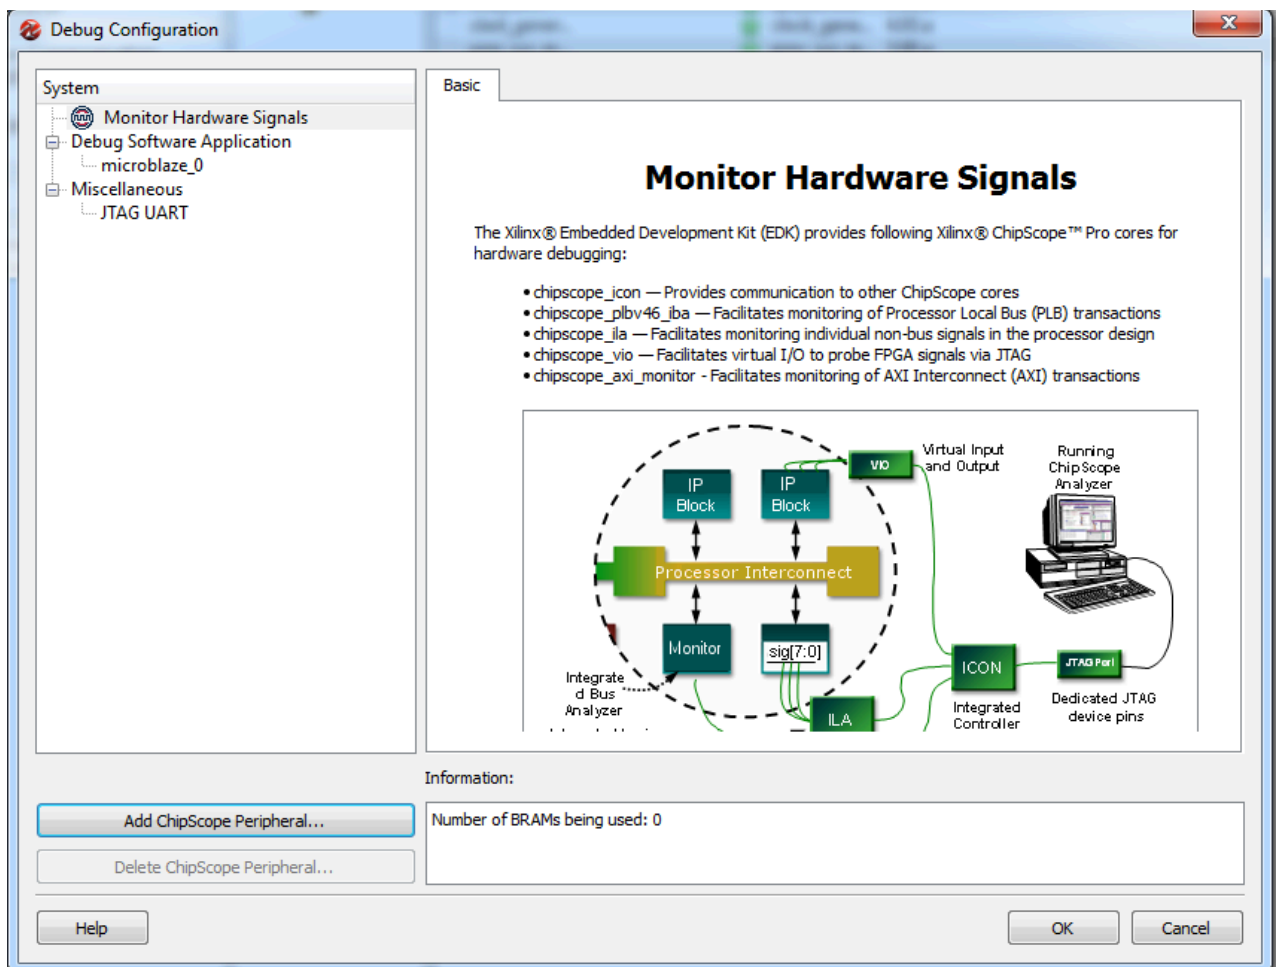 Debug Configuration
System
Monitor Hardware Signals
Debug Software Application
microblaze_0
Miscellaneous
JTAG UART
Basic
Monitor Hardware Signals
The Xilinx® Embedded Development Kit (EDK) provides following Xilinx® ChipScope™ Pro cores for
hardware debugging:
• chipscope_icon — Provides communication to other ChipScope cores
• chipscope_plbv46_iba — Facilitates monitoring of Processor Local Bus (PLB) transactions
• chipscope_ila — Facilitates monitoring individual non-bus signals in the processor design
• chipscope_vio — Facilitates virtual I/O to probe FPGA signals via JTAG
• chipscope_axi_monitor - Facilitates monitoring of AXI Interconnect (AXI) transactions
IP
Block
IP
Block
VIO
Virtual Input
and Output
Running
ChipScope
Analyzer
Processor Interconnect
Monitor
sig[7:0]
Integrate
d Bus
Analyzer
ILA
ICON
Integrated
Controller
JTAG Port
Dedicated JTAG
device pins
Information:
Number of BRAMs being used: 0
Add ChipScope Peripheral...
Delete ChipScope Peripheral...
Help
OK
Cancel